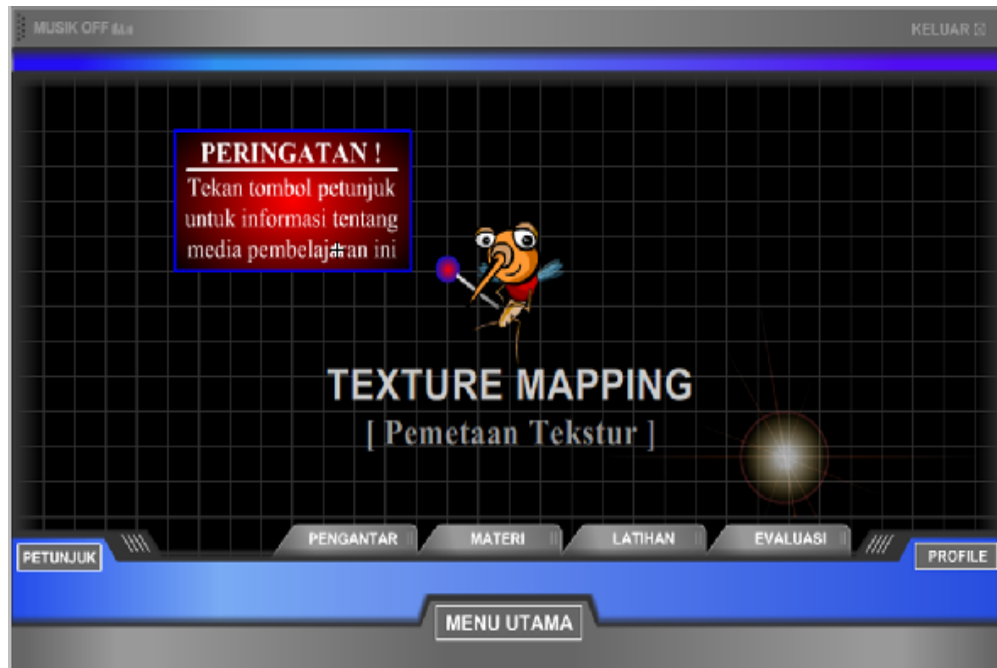 MUSIK OFF
KELUAR
PERINGATAN !
Tekan tombol petunjuk
untuk informasi tentang
media pembelajaran ini
TEXTURE MAPPING
[ Pemetaan Tekstur ]
PENGANTAR
MATERI
LATIHAN
EVALUASI
PETUNJUK
PROFILE
MENU UTAMA